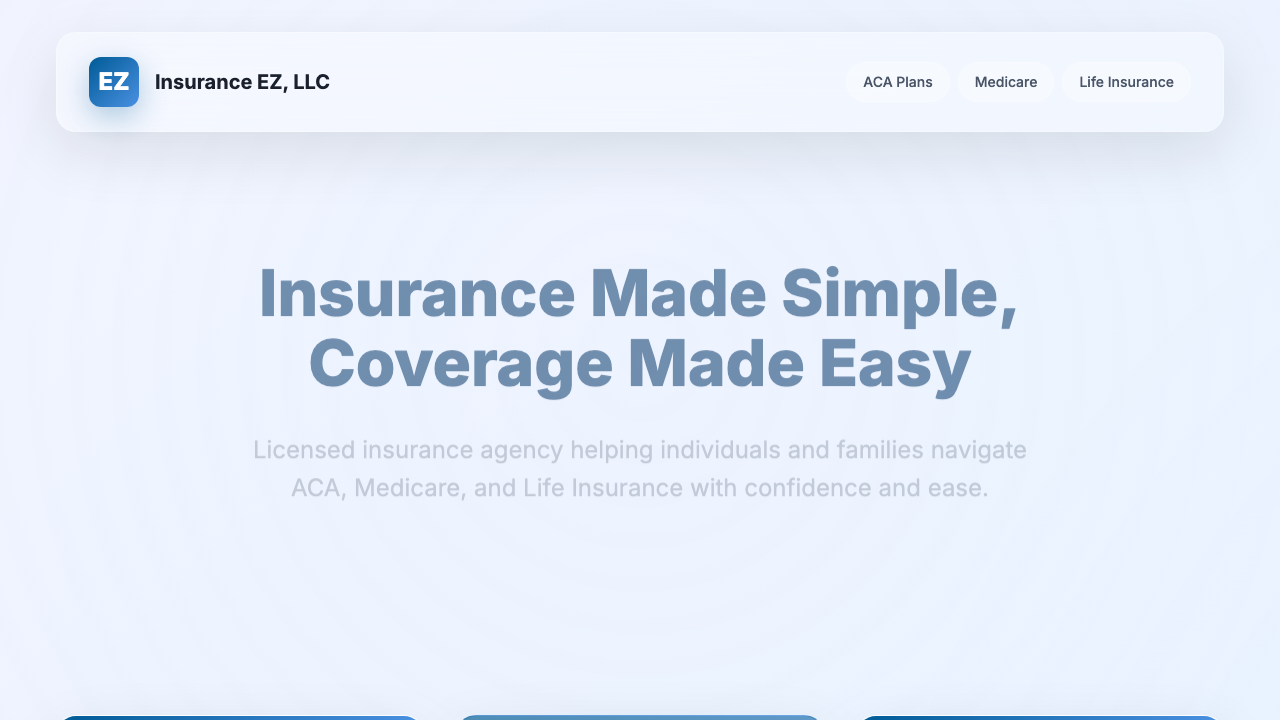 EZ
Insurance EZ, LLC
ACA Plans
Medicare
Life Insurance
Insurance Made Simple,
Coverage Made Easy
Licensed insurance agency helping individuals and families navigate
ACA, Medicare, and Life Insurance with confidence and ease.